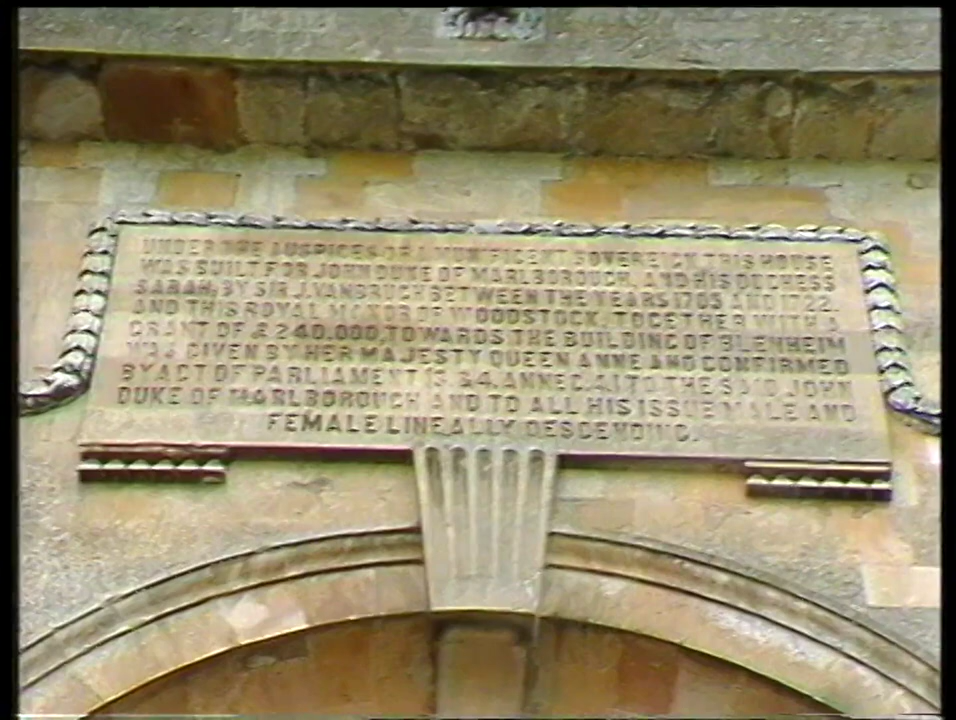 UNDER THE AUSPICES OF A MUNIFICENT SOVEREIGN THIS HOUSE
WAS BUILT FOR JOHN DUKE OF MARLBOROUGH, AND HIS DUCHESS
SARAH, BY SIR J. VANBRUGH BETWEEN THE YEARS 1705 AND 1722.
AND THIS ROYAL MANOR OF WOODSTOCK, TOGETHER WITH A
GRANT OF £240.000, TOWARDS THE BUILDING OF BLENHEIM
WAS GIVEN BY HER MAJESTY QUEEN ANNE AND CONFIRMED
BY ACT OF PARLIAMENT . &4. ANNE C. TO THE SAID JOHN
DUKE OF MARLBOROUGH AND TO ALL HIS ISSUE MALE AND
FEMALE LINEALLY DESCENDING.